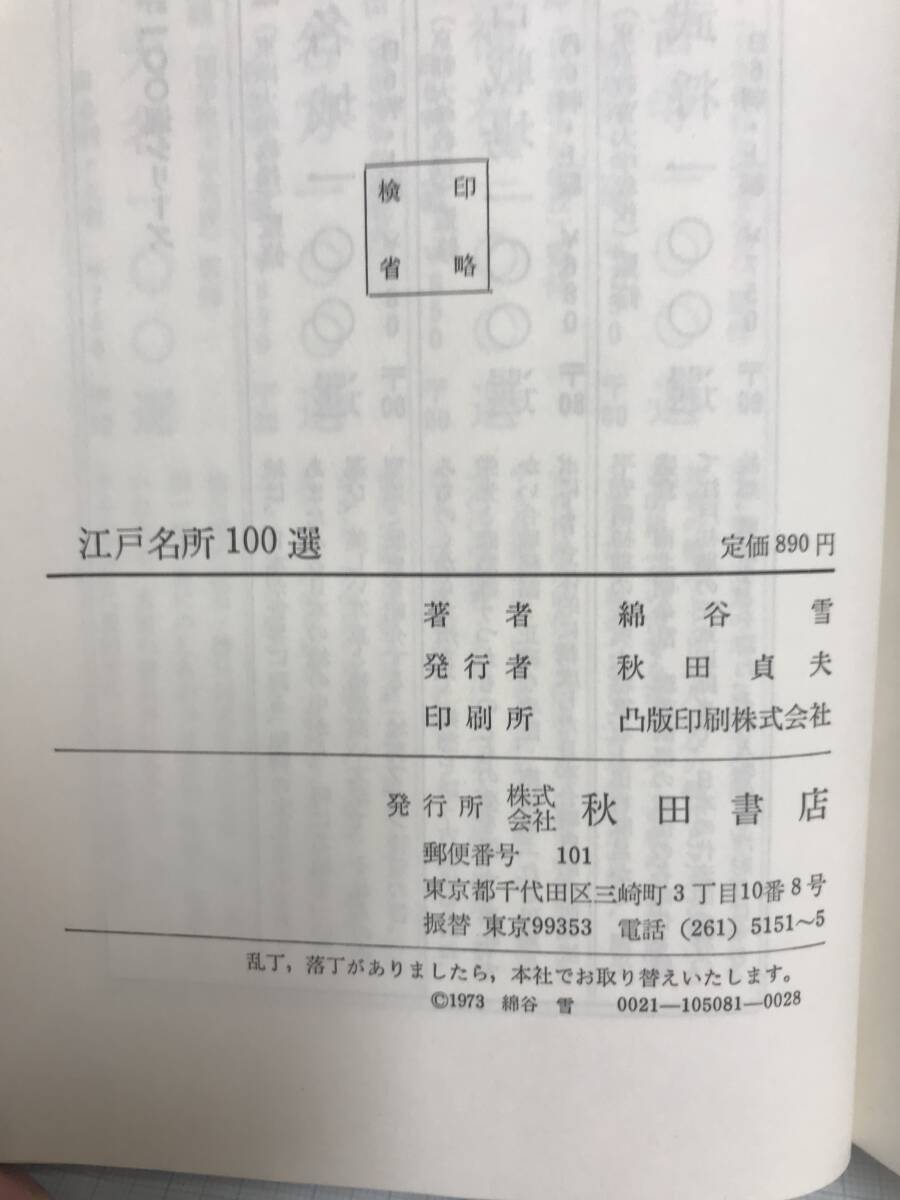 検印
省略
江戸名所100選 定価890円
著者 綿谷雪
発行者 秋田貞夫
印刷所 凸版印刷株式会社
発行所 株式会社 秋田書店
郵便番号 101
東京都千代田区三崎町3丁目10番8号
振替 東京99353 電話 (261) 5151〜5
乱丁,落丁がありましたら,本社でお取り替えいたします。
©1973 綿谷 雪 0021—105081—0028